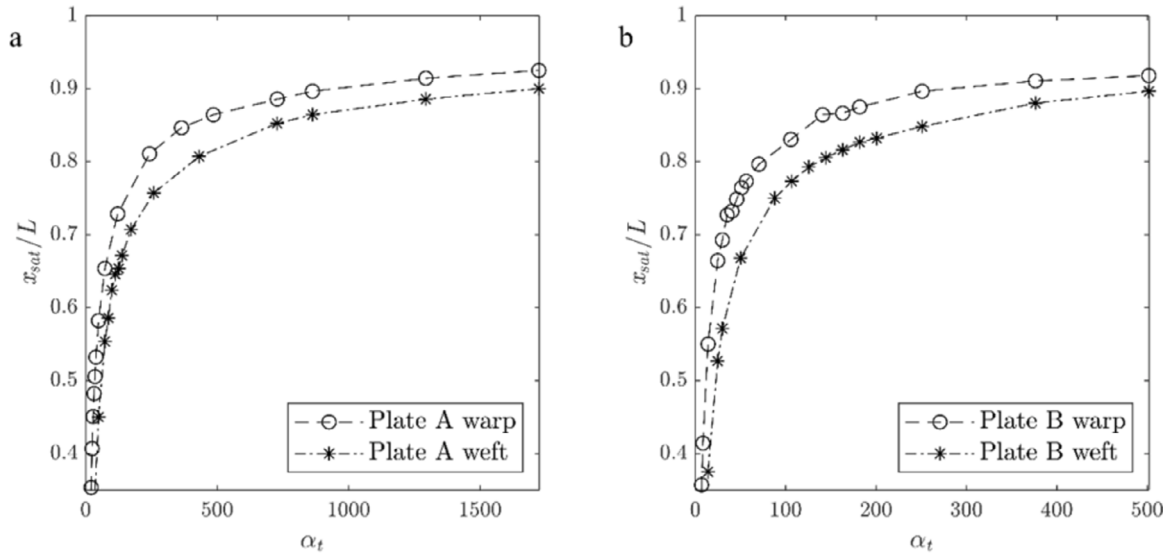 a
1
0.9
0.8
0.7
0.6
0.5
0.4
x_sat/L
0 500 1000 1500
α_t
Plate A warp
Plate A weft
b
1
0.9
0.8
0.7
0.6
0.5
0.4
x_sat/L
0 100 200 300 400 500
α_t
Plate B warp
Plate B weft